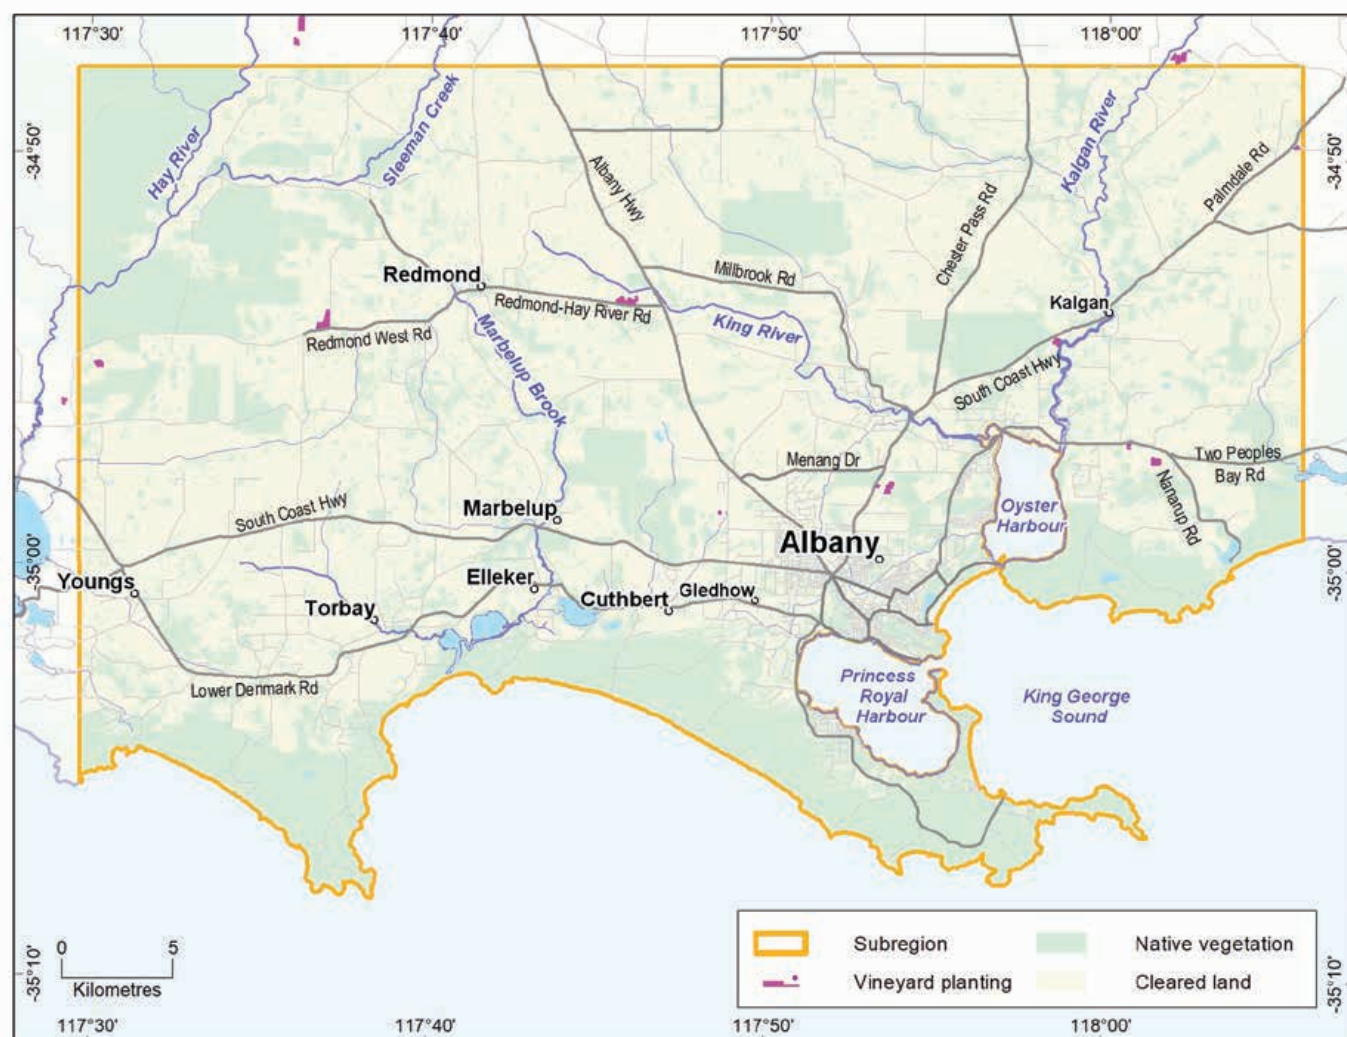 117°30'
117°40'
117°50'
118°00'
-34°50'
-34°50'
Hay River
Sleeman Creek
Albany Hwy
Chester Pass Rd
Kalgan River
Palmdale Rd
Redmond
Redmond-Hay River Rd
Millbrook Rd
Kalgan
Redmond West Rd
Marbelup Brook
King River
South Coast Hwy
Menang Dr
Two Peoples
Bay Rd
Nanarup Rd
South Coast Hwy
Marbelup
Albany
Oyster
Harbour
-35°00'
-35°00'
Youngs
Elleker
Cuthbert
Gledhow
Torbay
Lower Denmark Rd
Princess
Royal
Harbour
King George
Sound
0
5
Kilometres
Subregion
Native vegetation
Vineyard planting
Cleared land
-35°10'
-35°10'
117°30'
117°40'
117°50'
118°00'